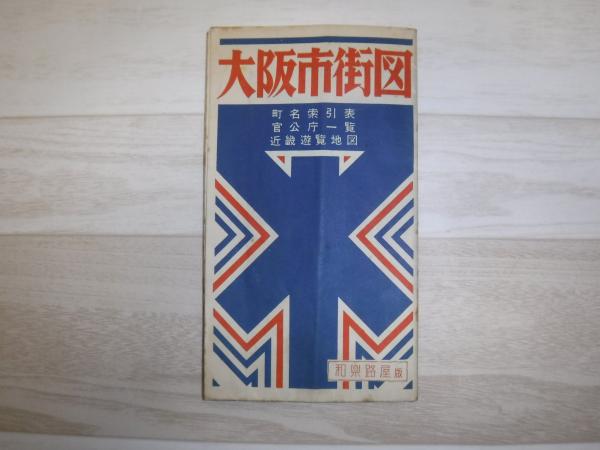 大阪市街図
町名索引表
官公庁一覧
近畿遊覧地図
和楽路屋版